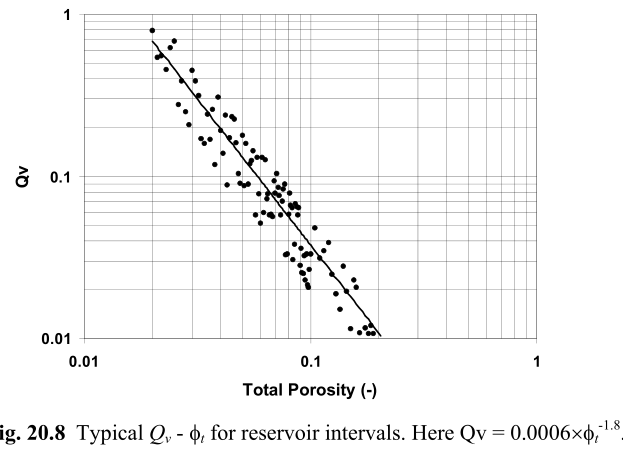 1
0.1
0.01
Qv
0.01 0.1 1
Total Porosity (-)
ig. 20.8 Typical Qv - ϕt for reservoir intervals. Here Qv = 0.0006×ϕt-1.8.